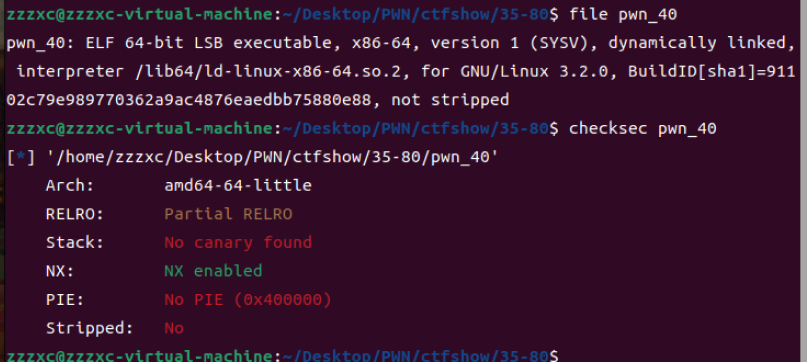 zzzxc@zzzxc-virtual-machine:~/Desktop/PWN/ctfshow/35-80$ file pwn_40
pwn_40: ELF 64-bit LSB executable, x86-64, version 1 (SYSV), dynamically linked,
 interpreter /lib64/ld-linux-x86-64.so.2, for GNU/Linux 3.2.0, BuildID[sha1]=911
02c79e989770362a9ac4876eaedbb75880e88, not stripped
zzzxc@zzzxc-virtual-machine:~/Desktop/PWN/ctfshow/35-80$ checksec pwn_40
[*] '/home/zzzxc/Desktop/PWN/ctfshow/35-80/pwn_40'
    Arch:       amd64-64-little
    RELRO:      Partial RELRO
    Stack:      No canary found
    NX:         NX enabled
    PIE:        No PIE (0x400000)
    Stripped:   No
zzzxc@zzzxc-virtual-machine:~/Desktop/PWN/ctfshow/35-80$